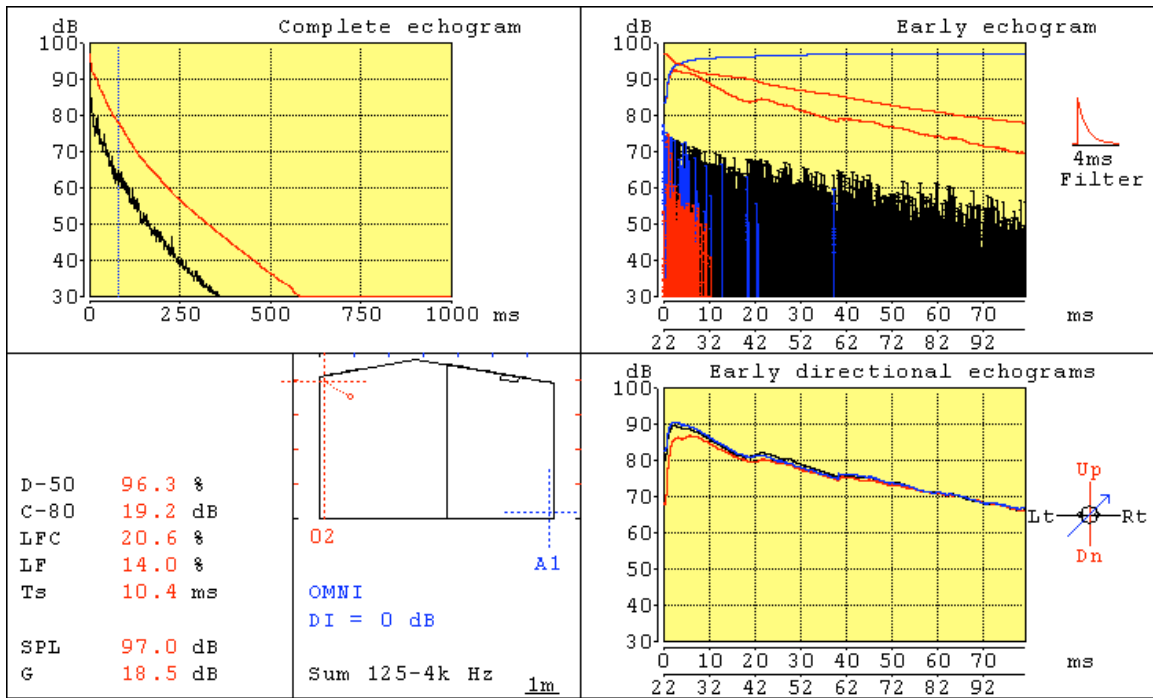 dB Complete echogram
100
90
80
70
60
50
40
30
0 250 500 750 1000 ms
dB Early echogram
100
90
80
70
60
50
40
30
0 10 20 30 40 50 60 70 ms
22 32 42 52 62 72 82 92
4ms
Filter
D-50 96.3 %
C-80 19.2 dB
LFC 20.6 %
LF 14.0 %
Ts 10.4 ms
SPL 97.0 dB
G 18.5 dB
02
A1
OMNI
DI = 0 dB
Sum 125-4k Hz 1m
dB Early directional echograms
100
90
80
70
60
50
40
30
0 10 20 30 40 50 60 70 ms
22 32 42 52 62 72 82 92
Up
Lt Rt
Dn